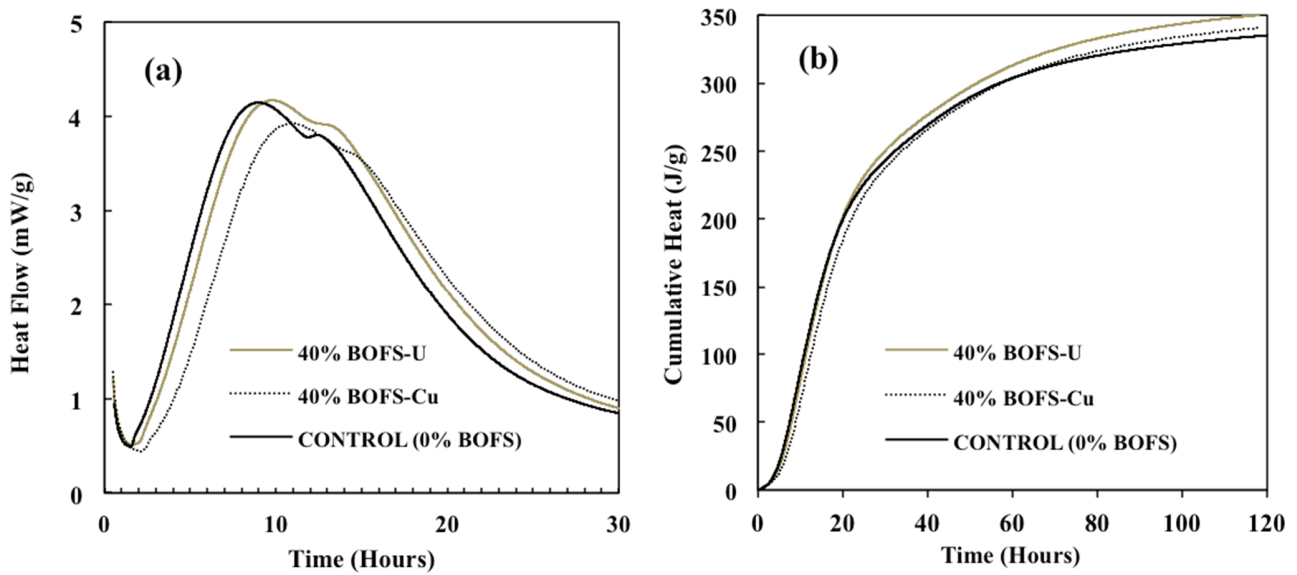 (a)
Heat Flow (mW/g)
5
4
3
2
1
0
40% BOFS-U
40% BOFS-Cu
CONTROL (0% BOFS)
0
10
20
30
Time (Hours)
(b)
Cumulative Heat (J/g)
350
300
250
200
150
100
50
0
40% BOFS-U
40% BOFS-Cu
CONTROL (0% BOFS)
0
20
40
60
80
100
120
Time (Hours)